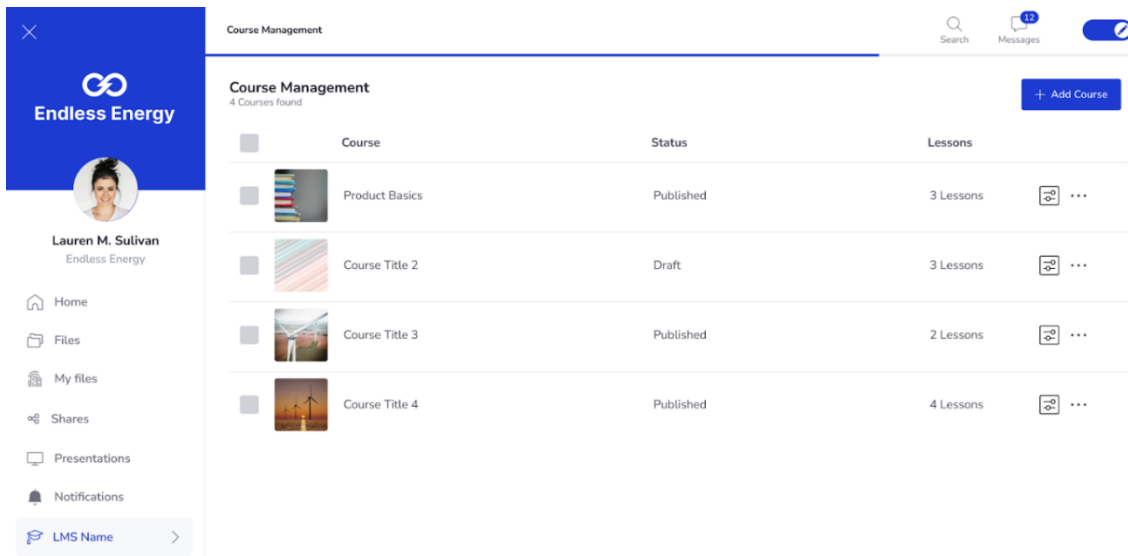 Course Management
Search
12
Messages
Endless Energy
Lauren M. Sulivan
Endless Energy
Home
Files
My files
Shares
Presentations
Notifications
LMS Name
Course Management
4 Courses found
+ Add Course
Course Status Lessons
Product Basics Published 3 Lessons
Course Title 2 Draft 3 Lessons
Course Title 3 Published 2 Lessons
Course Title 4 Published 4 Lessons